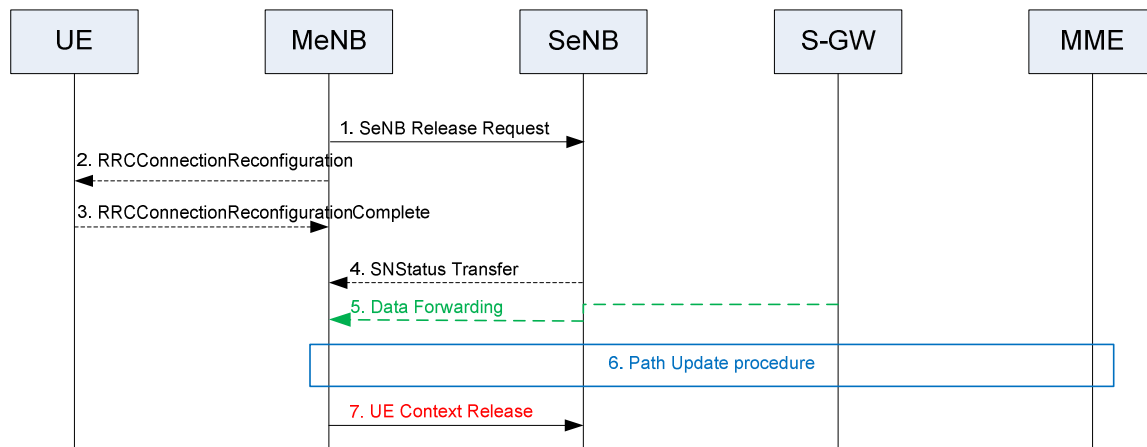 UE
MeNB
SeNB
S-GW
MME
1. SeNB Release Request
2. RRCConnectionReconfiguration
3. RRCConnectionReconfigurationComplete
4. SNStatus Transfer
5. Data Forwarding
6. Path Update procedure
7. UE Context Release